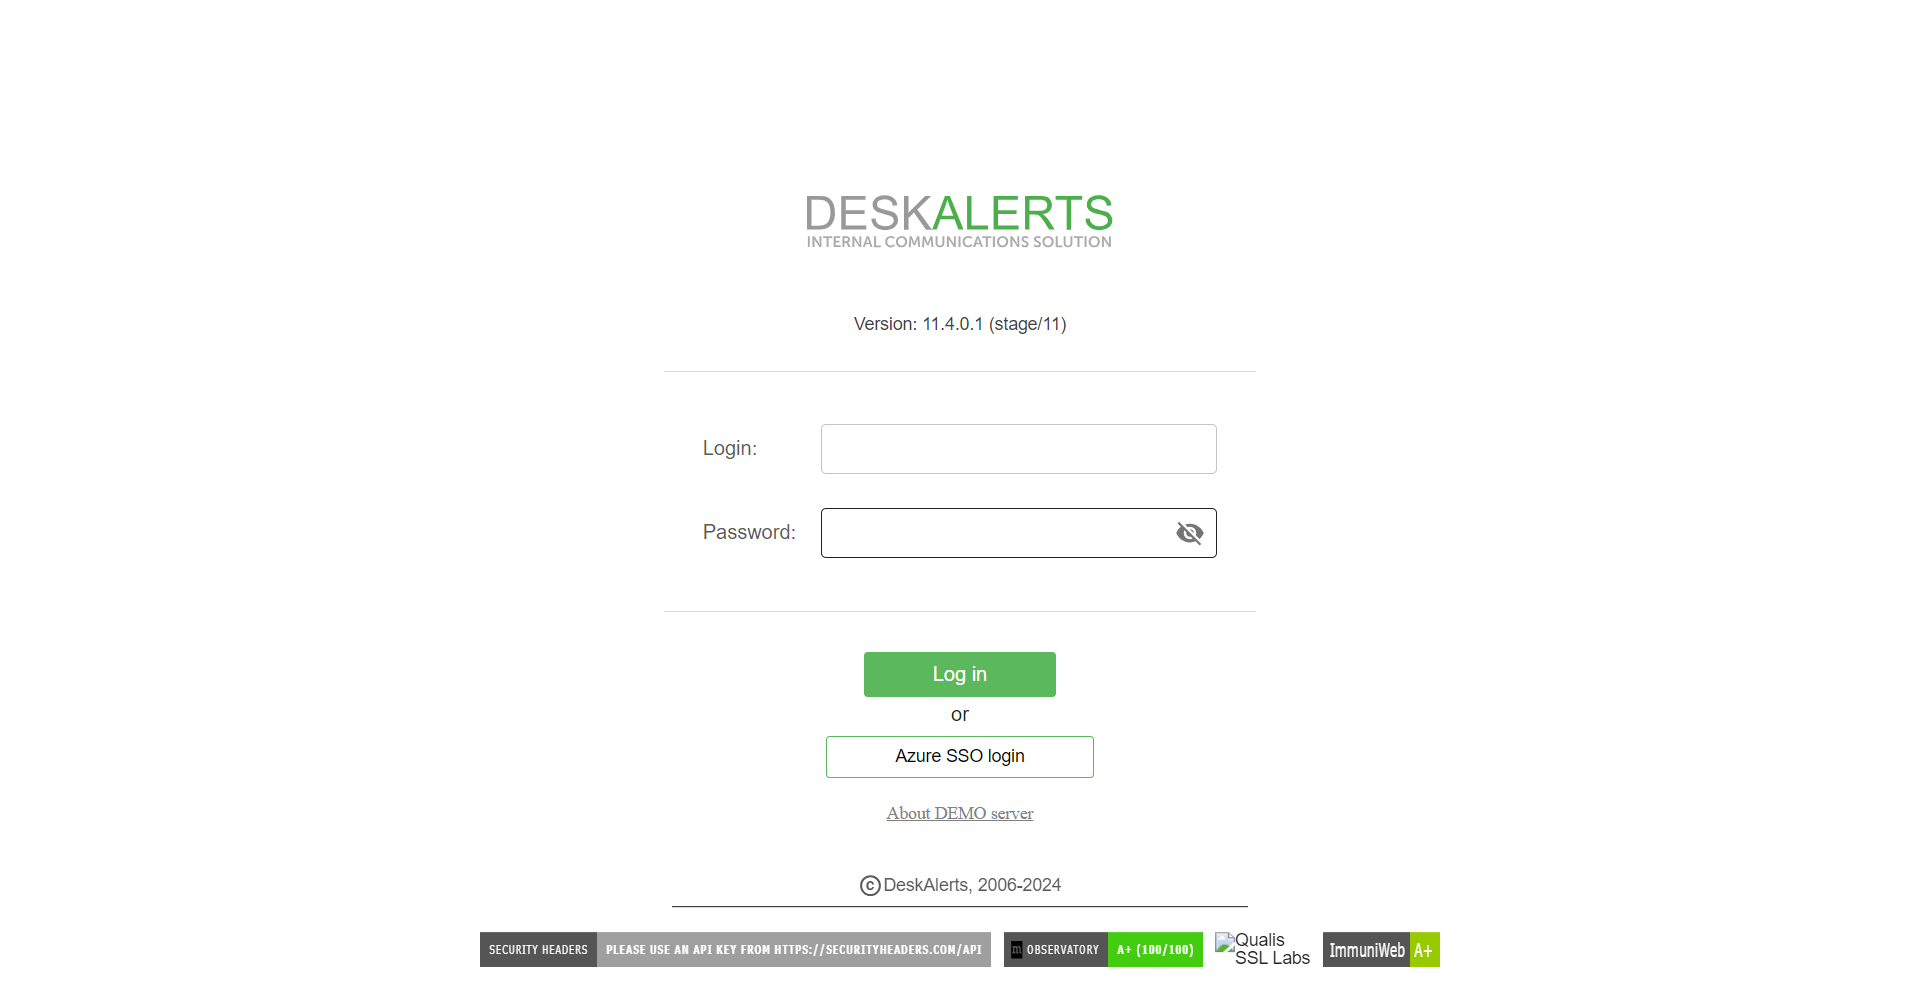 DESKALERTS
INTERNAL COMMUNICATIONS SOLUTION
Version: 11.4.0.1 (stage/11)
Login:
Password:
Log in
or
Azure SSO login
About DEMO server
© DeskAlerts, 2006-2024
SECURITY HEADERS PLEASE USE AN API KEY FROM HTTPS://SECURITYHEADERS.COM/API
m OBSERVATORY A+ (100/100)
Qualis
SSL Labs
ImmuniWeb A+